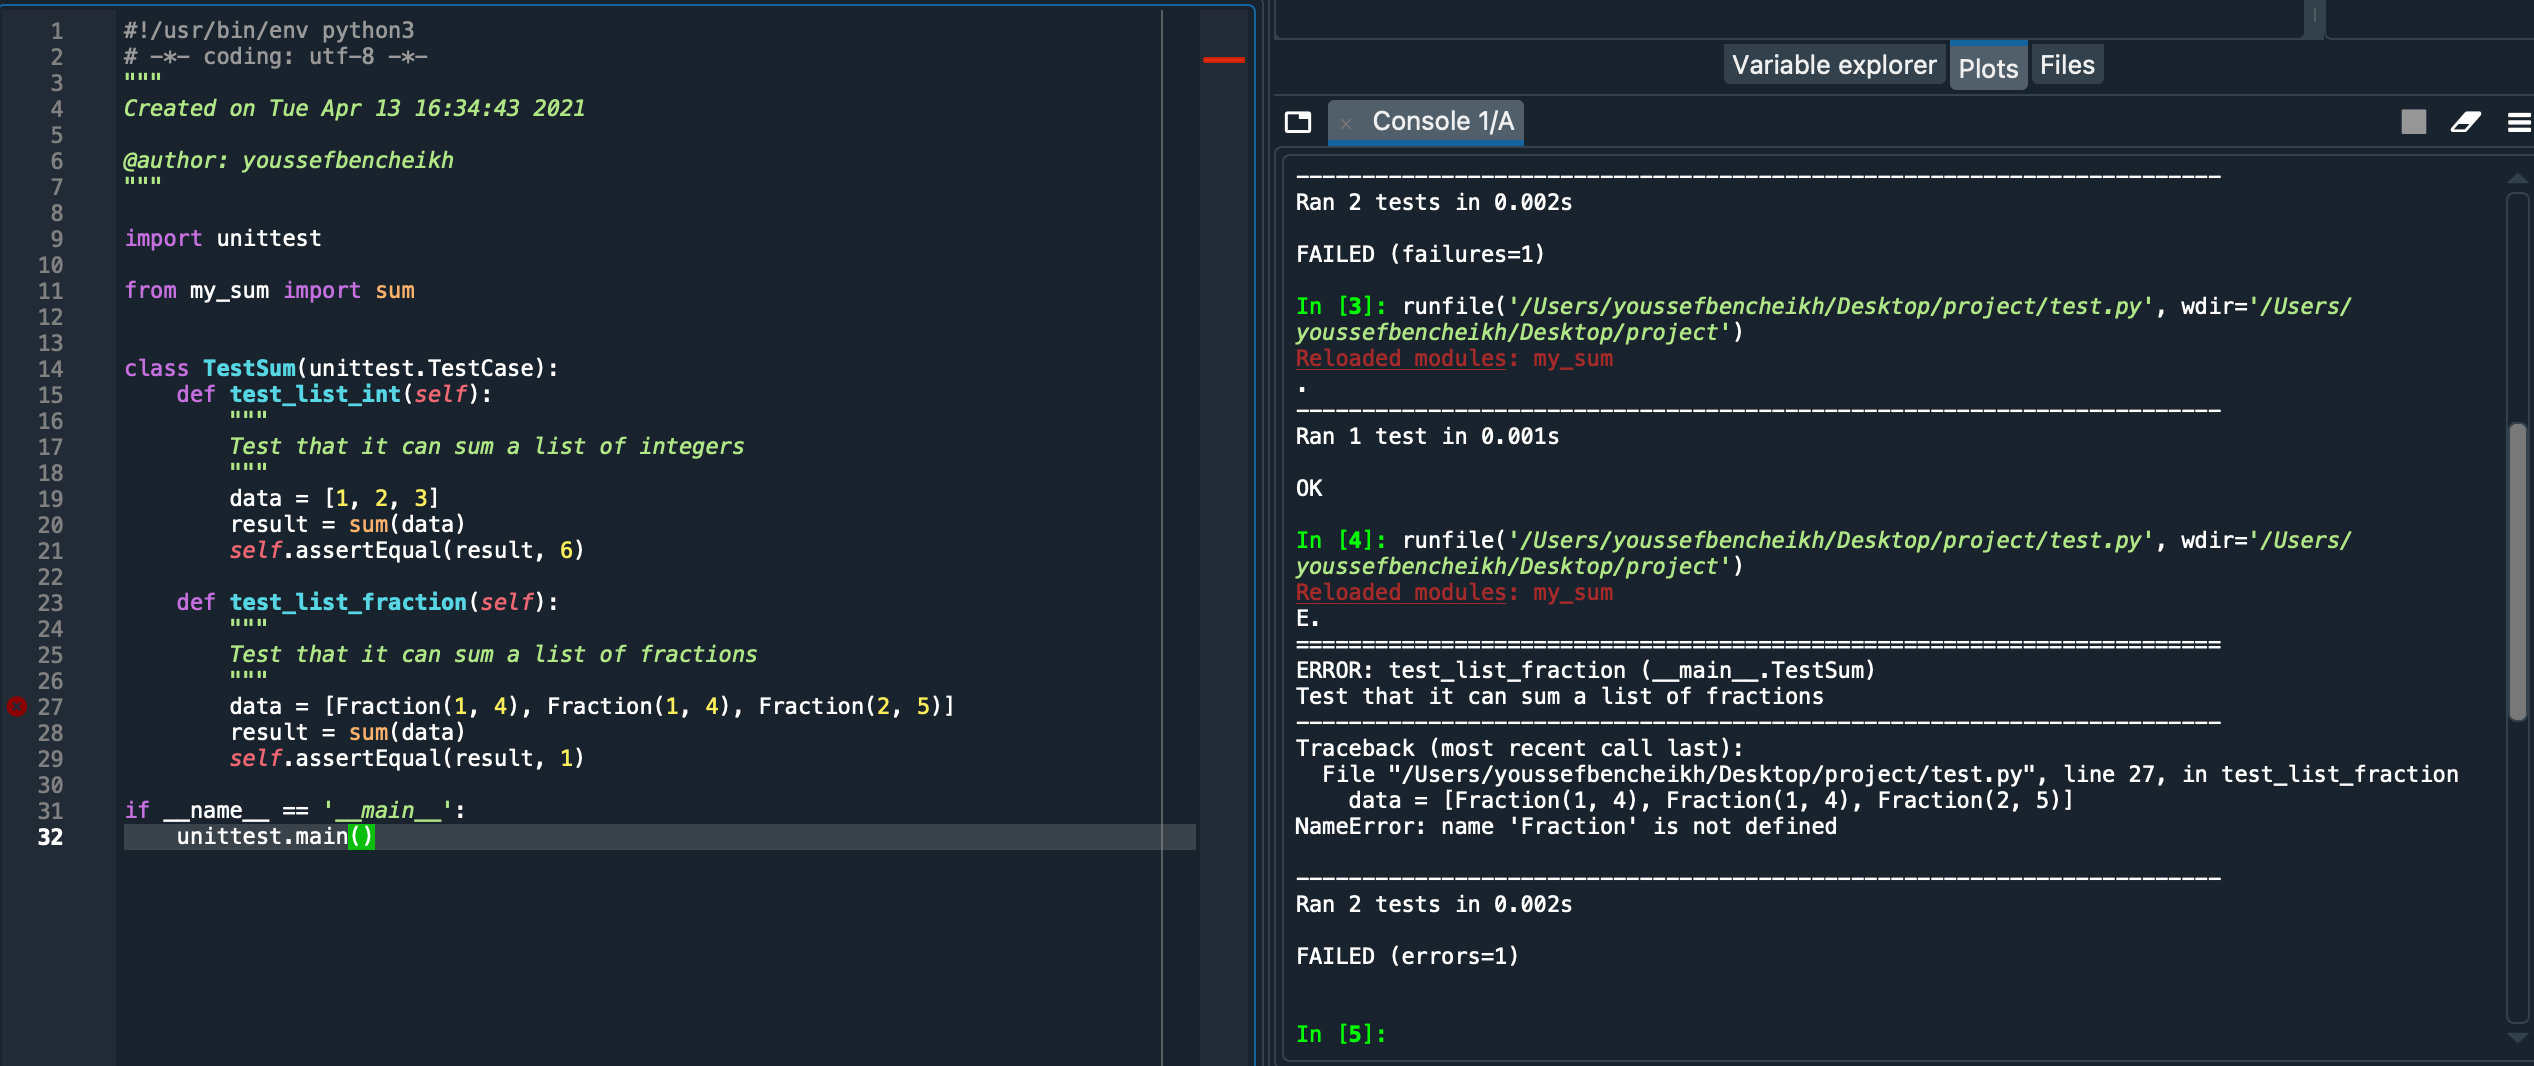 1 #!/usr/bin/env python3
2 # -*- coding: utf-8 -*-
3 """
4 Created on Tue Apr 13 16:34:43 2021
5
6 @author: youssefbencheikh
7 """
8
9 import unittest
10
11 from my_sum import sum
12
13
14 class TestSum(unittest.TestCase):
15     def test_list_int(self):
16         """
17         Test that it can sum a list of integers
18         """
19         data = [1, 2, 3]
20         result = sum(data)
21         self.assertEqual(result, 6)
22
23     def test_list_fraction(self):
24         """
25         Test that it can sum a list of fractions
26         """
27         data = [Fraction(1, 4), Fraction(1, 4), Fraction(2, 5)]
28         result = sum(data)
29         self.assertEqual(result, 1)
30
31 if __name__ == '__main__':
32     unittest.main()
Variable explorer Plots Files
Console 1/A
----------------------------------------------------------------------
Ran 2 tests in 0.002s

FAILED (failures=1)

In [3]: runfile('/Users/youssefbencheikh/Desktop/project/test.py', wdir='/Users/
youssefbencheikh/Desktop/project')
Reloaded modules: my_sum
.
----------------------------------------------------------------------
Ran 1 test in 0.001s

OK

In [4]: runfile('/Users/youssefbencheikh/Desktop/project/test.py', wdir='/Users/
youssefbencheikh/Desktop/project')
Reloaded modules: my_sum
E.
======================================================================
ERROR: test_list_fraction (__main__.TestSum)
Test that it can sum a list of fractions
----------------------------------------------------------------------
Traceback (most recent call last):
  File "/Users/youssefbencheikh/Desktop/project/test.py", line 27, in test_list_fraction
    data = [Fraction(1, 4), Fraction(1, 4), Fraction(2, 5)]
NameError: name 'Fraction' is not defined

----------------------------------------------------------------------
Ran 2 tests in 0.002s

FAILED (errors=1)

In [5]: